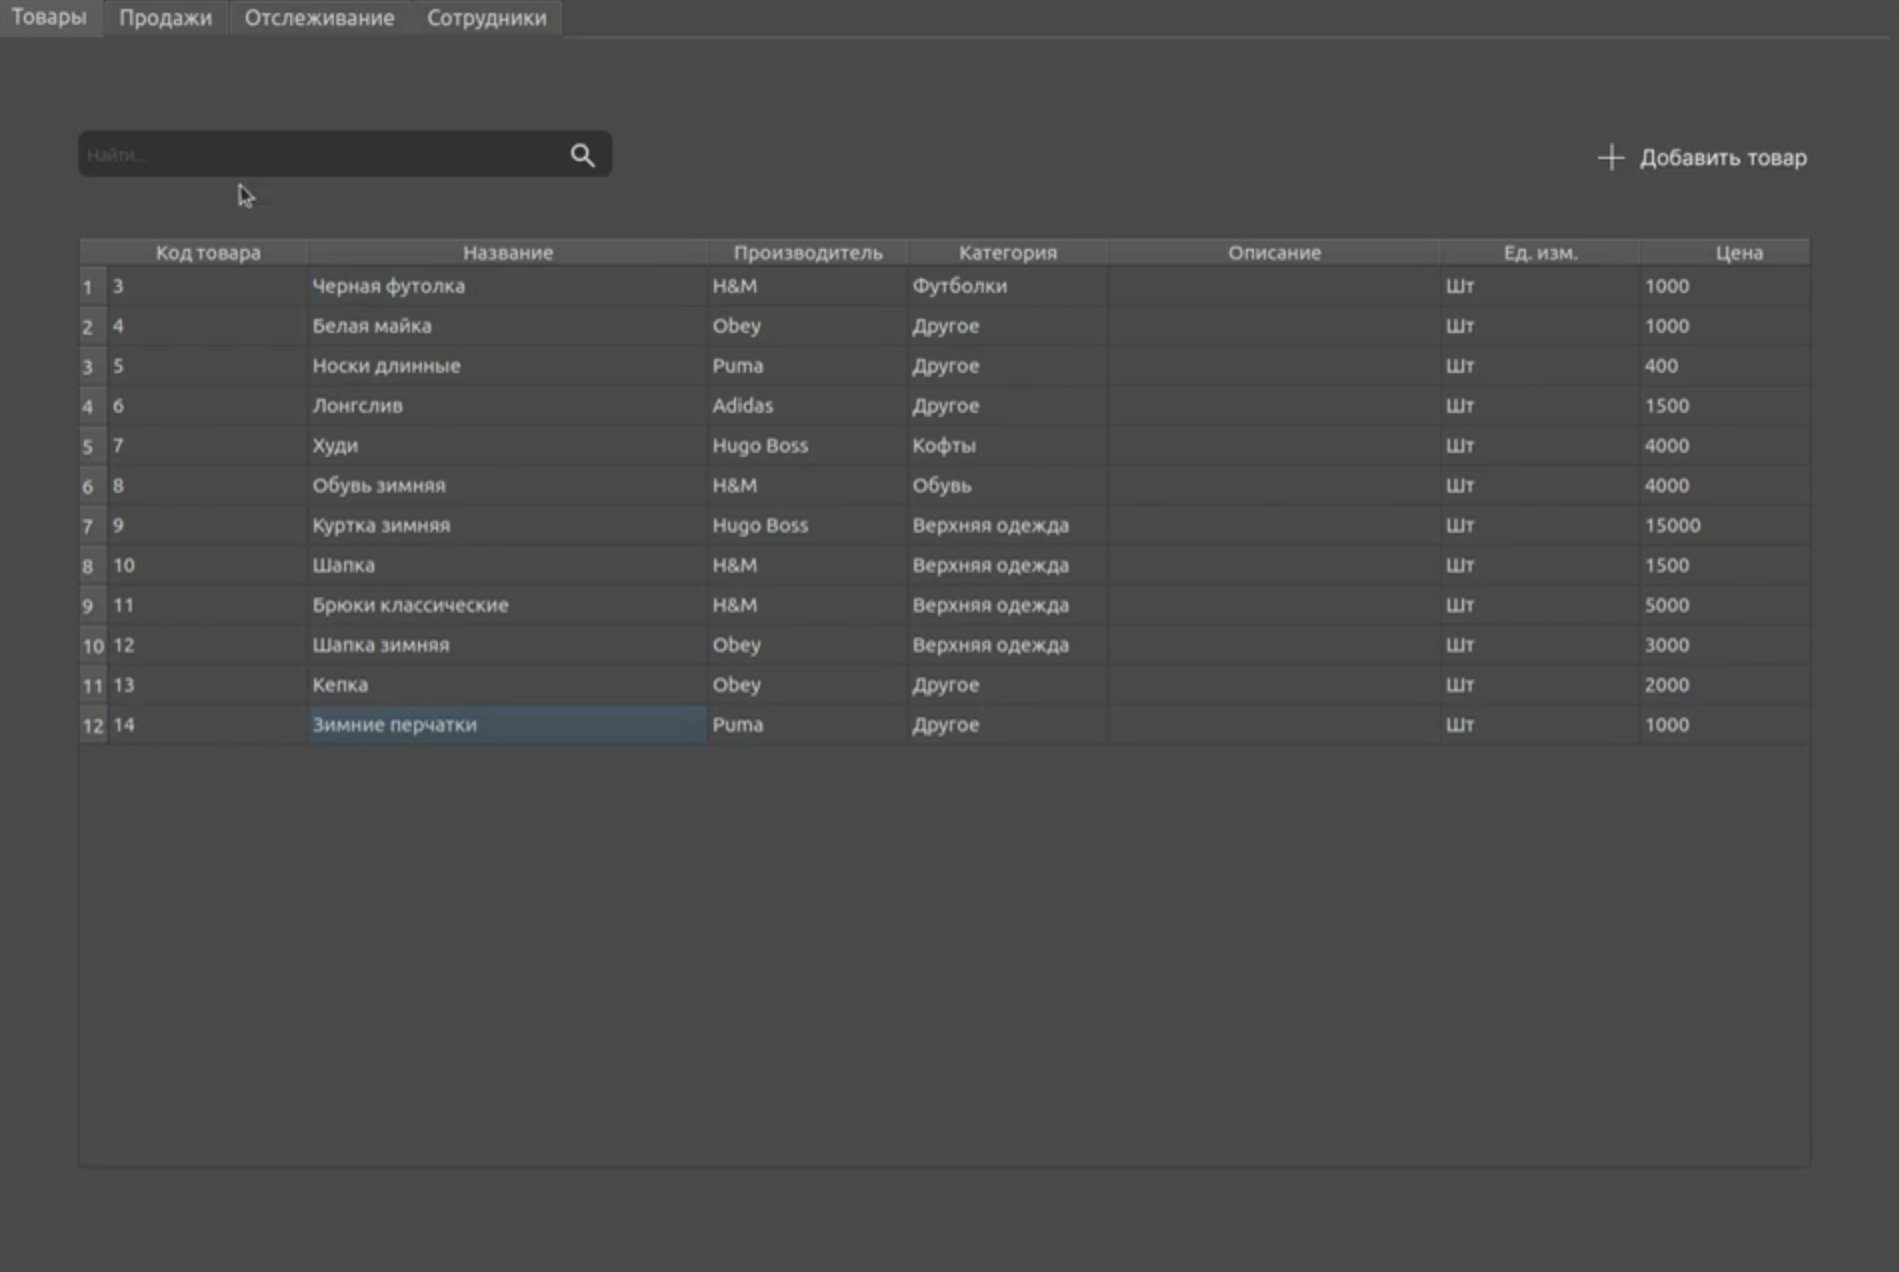 Товары Продажи Отслеживание Сотрудники
Найти...
Добавить товар
Код товара Название Производитель Категория Описание Ед. изм. Цена
1 3 Черная футолка H&M Футболки Шт 1000
2 4 Белая майка Obey Другое Шт 1000
3 5 Носки длинные Puma Другое Шт 400
4 6 Лонгслив Adidas Другое Шт 1500
5 7 Худи Hugo Boss Кофты Шт 4000
6 8 Обувь зимняя H&M Обувь Шт 4000
7 9 Куртка зимняя Hugo Boss Верхняя одежда Шт 15000
8 10 Шапка H&M Верхняя одежда Шт 1500
9 11 Брюки классические H&M Верхняя одежда Шт 5000
10 12 Шапка зимняя Obey Верхняя одежда Шт 3000
11 13 Кепка Obey Другое Шт 2000
12 14 Зимние перчатки Puma Другое Шт 1000